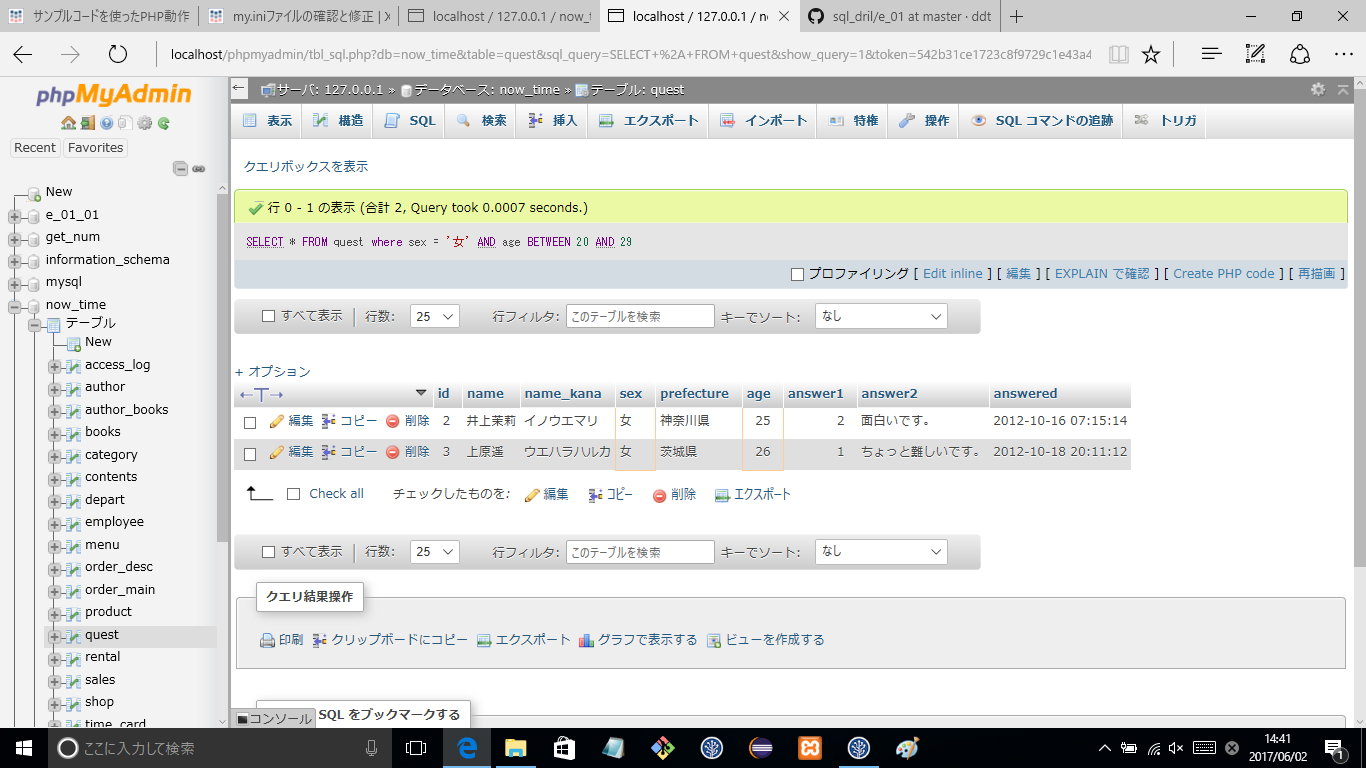 サンプルコードを使ったPHP動作
my.iniファイルの確認と修正 | X
localhost / 127.0.0.1 / now_t
localhost / 127.0.0.1 / no
sql_dril/e_01 at master · ddt
localhost/phpmyadmin/tbl_sql.php?db=now_time&table=quest&sql_query=SELECT+%2A+FROM+quest&show_query=1&token=542b31ce1723c8f9729c1e43a4
phpMyAdmin
Recent Favorites
New
e_01_01
get_num
information_schema
mysql
now_time
テーブル
New
access_log
author
author_books
books
category
contents
depart
employee
menu
order_desc
order_main
product
quest
rental
sales
shop
time_card
サーバ: 127.0.0.1 » データベース: now_time » テーブル: quest
表示 構造 SQL 検索 挿入 エクスポート インポート 特権 操作 SQL コマンドの追跡 トリガ
クエリボックスを表示
行 0 - 1 の表示 (合計 2, Query took 0.0007 seconds.)
SELECT * FROM quest where sex = '女' AND age BETWEEN 20 AND 29
プロファイリング [ Edit inline ] [ 編集 ] [ EXPLAIN で確認 ] [ Create PHP code ] [ 再描画 ]
すべて表示 | 行数: 25 行フィルタ: このテーブルを検索 キーでソート: なし
+ オプション
←T→ id name name_kana sex prefecture age answer1 answer2 answered
編集 コピー 削除 2 井上茉莉 イノウエマリ 女 神奈川県 25 2 面白いです。 2012-10-16 07:15:14
編集 コピー 削除 3 上原遥 ウエハラハルカ 女 茨城県 26 1 ちょっと難しいです。 2012-10-18 20:11:12
Check all チェックしたものを: 編集 コピー 削除 エクスポート
すべて表示 | 行数: 25 行フィルタ: このテーブルを検索 キーでソート: なし
クエリ結果操作
印刷 クリップボードにコピー エクスポート グラフで表示する ビューを作成する
コンソール SQL をブックマークする
ここに入力して検索
14:41
2017/06/02
1